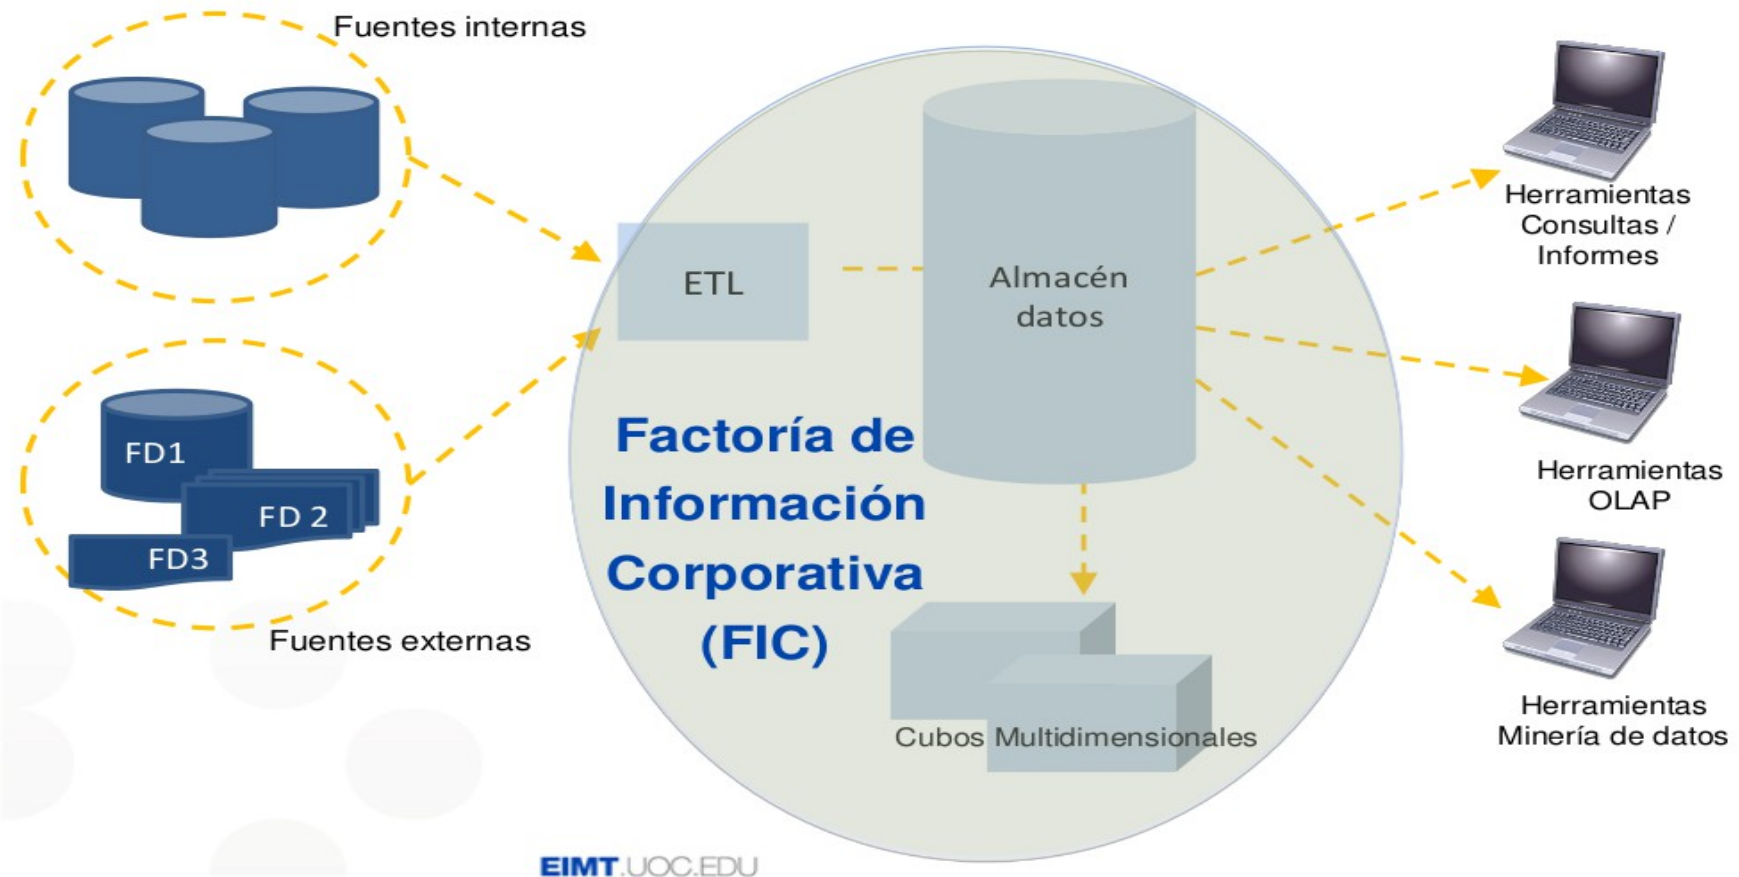 Fuentes internas
ETL
Almacén
datos
Herramientas
Consultas /
Informes
FD1
FD 2
FD3
Fuentes externas
Factoría de
Información
Corporativa
(FIC)
Herramientas
OLAP
Cubos Multidimensionales
Herramientas
Minería de datos
EIMT.UOC.EDU